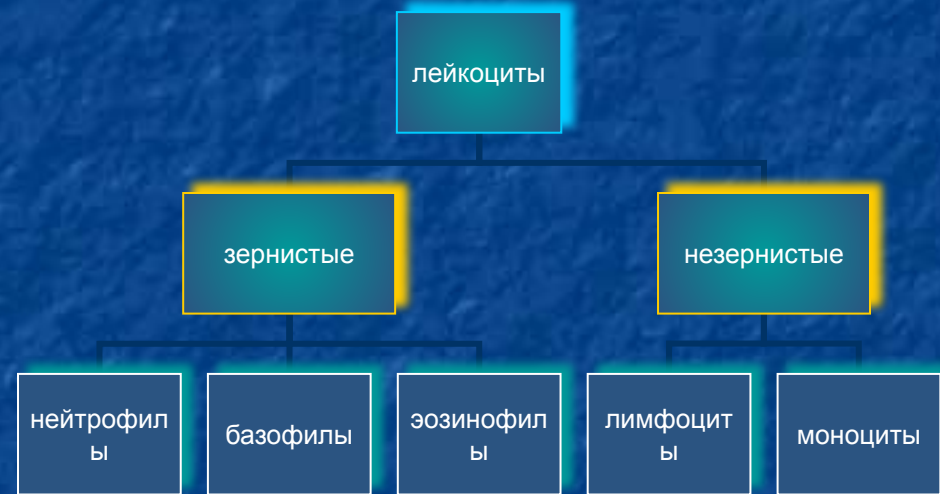 лейкоциты
зернистые
незернистые
нейтрофил
ы
базофилы
эозинофил
ы
лимфоцит
ы
моноциты